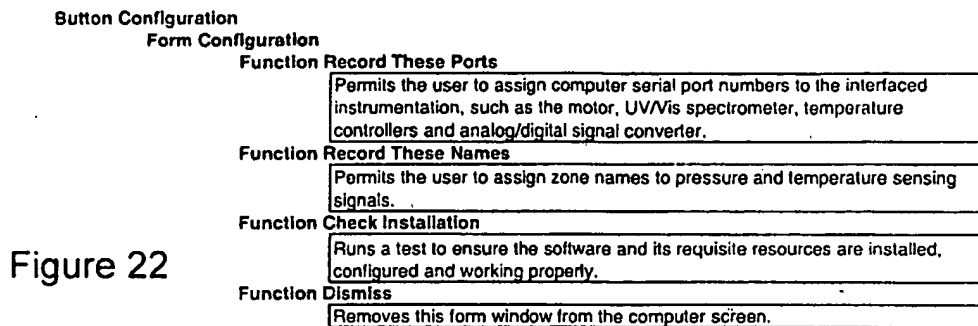 Button Configuration
Form Configuration
Function Record These Ports
Permits the user to assign computer serial port numbers to the interfaced
instrumentation, such as the motor, UV/Vis spectrometer, temperature
controllers and analog/digital signal converter.
Function Record These Names
Permits the user to assign zone names to pressure and temperature sensing
signals.
Function Check Installation
Runs a test to ensure the software and its requisite resources are installed,
configured and working properly.
Figure 22
Function Dismiss
Removes this form window from the computer screen.